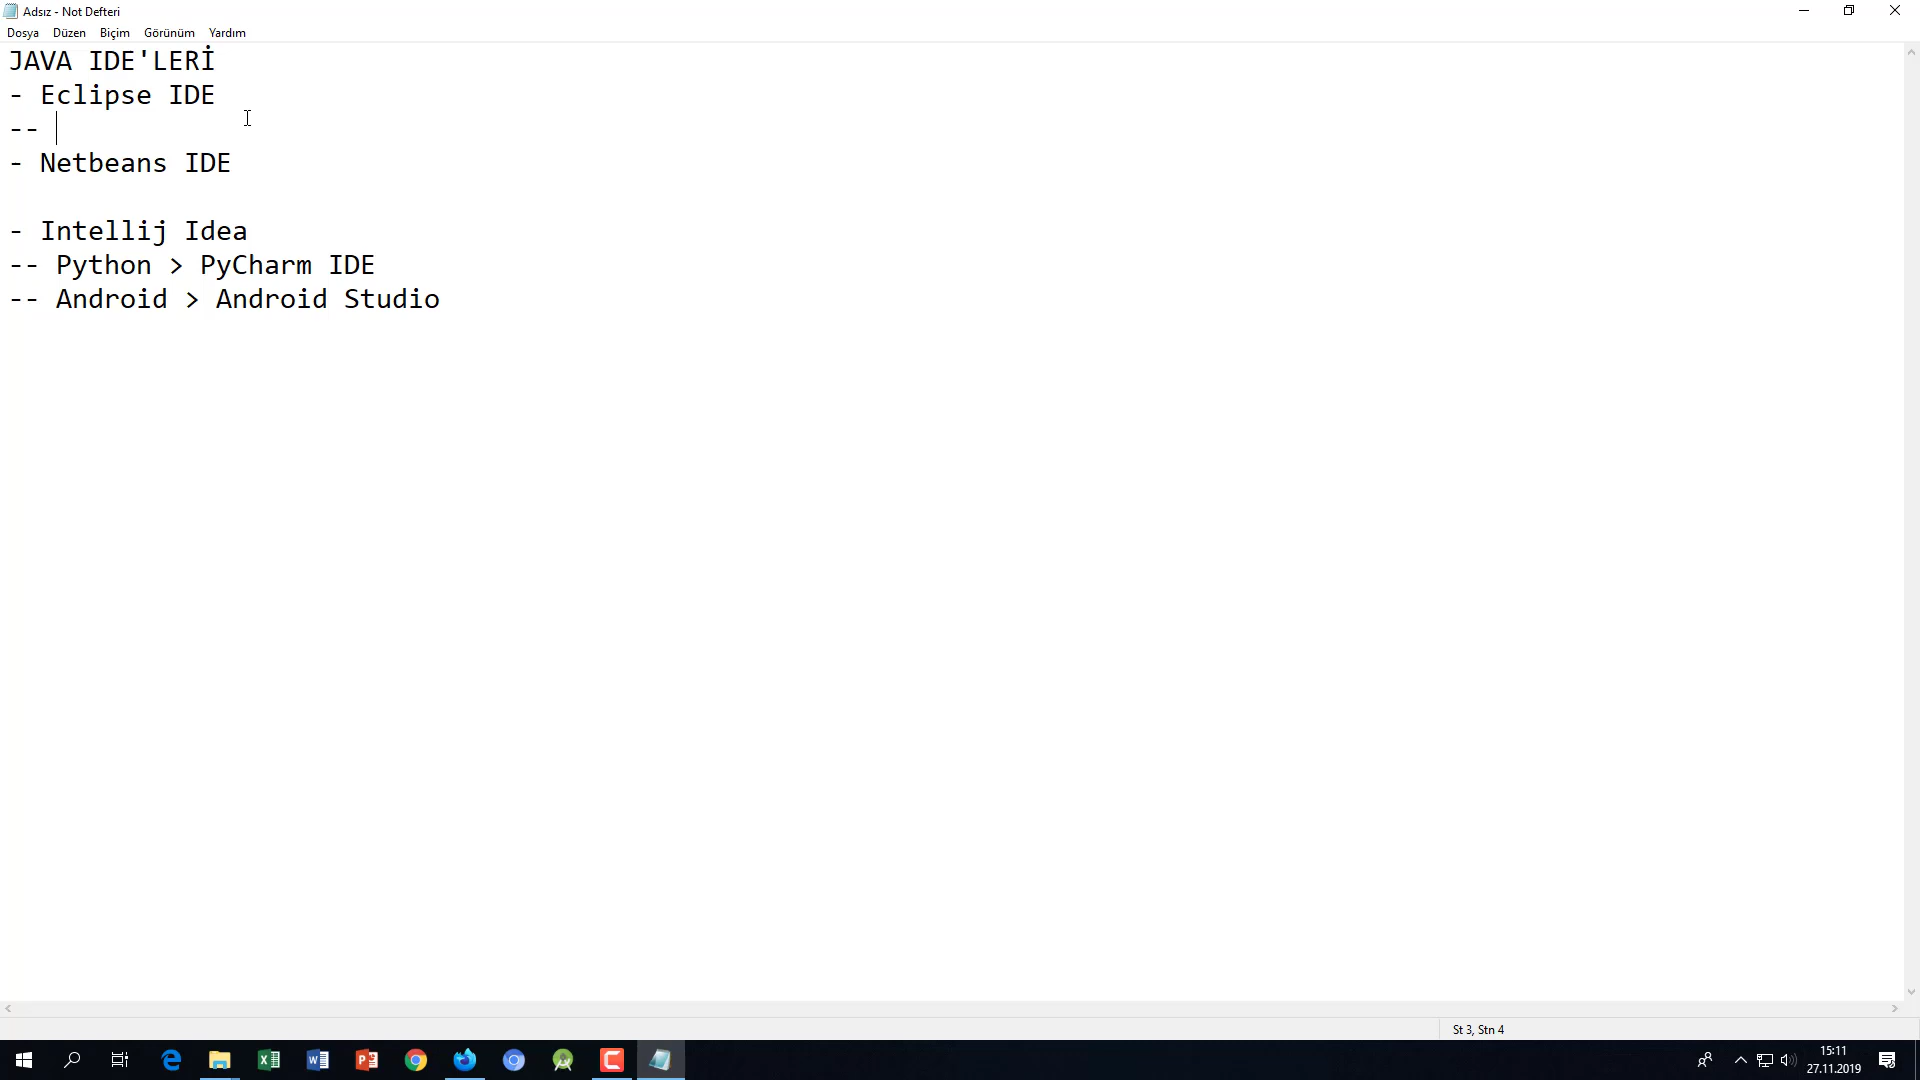 Adsız - Not Defteri
Dosya Düzen Biçim Görünüm Yardım
JAVA IDE'LERİ
- Eclipse IDE
--
- Netbeans IDE
- Intellij Idea
-- Python > PyCharm IDE
-- Android > Android Studio
St 3, Stn 4
15:11
27.11.2019